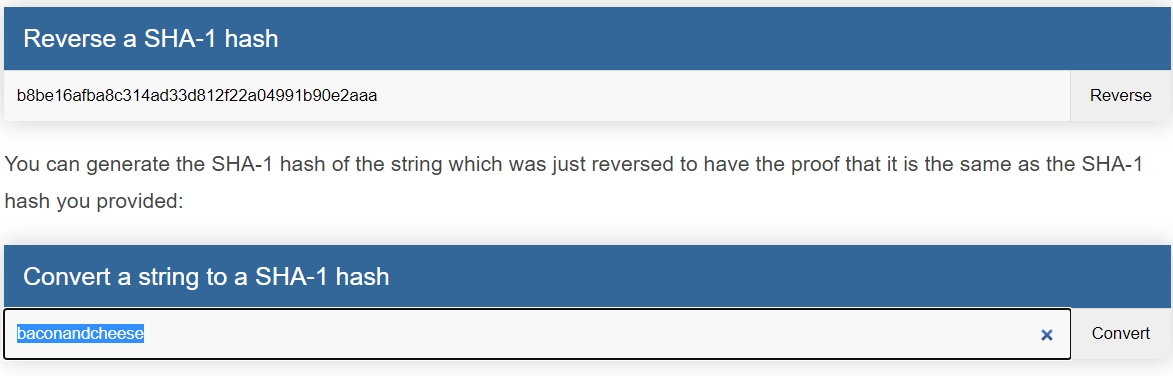 Reverse a SHA-1 hash
b8be16afba8c314ad33d812f22a04991b90e2aaa
Reverse
You can generate the SHA-1 hash of the string which was just reversed to have the proof that it is the same as the SHA-1
hash you provided:
Convert a string to a SHA-1 hash
baconandcheese
Convert